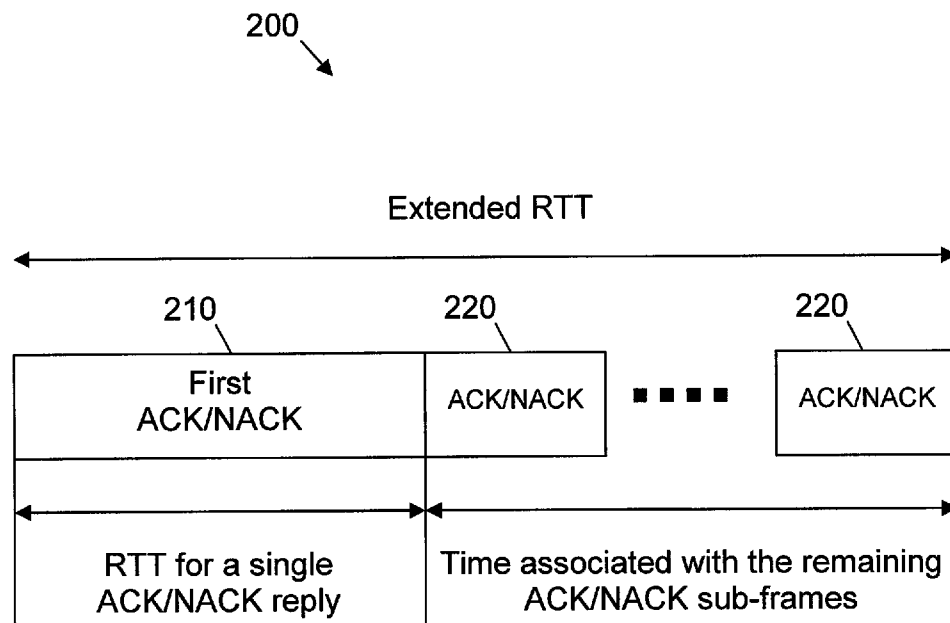 200
Extended RTT
210
220
220
First
ACK/NACK
ACK/NACK
ACK/NACK
RTT for a single
ACK/NACK reply
Time associated with the remaining
ACK/NACK sub-frames